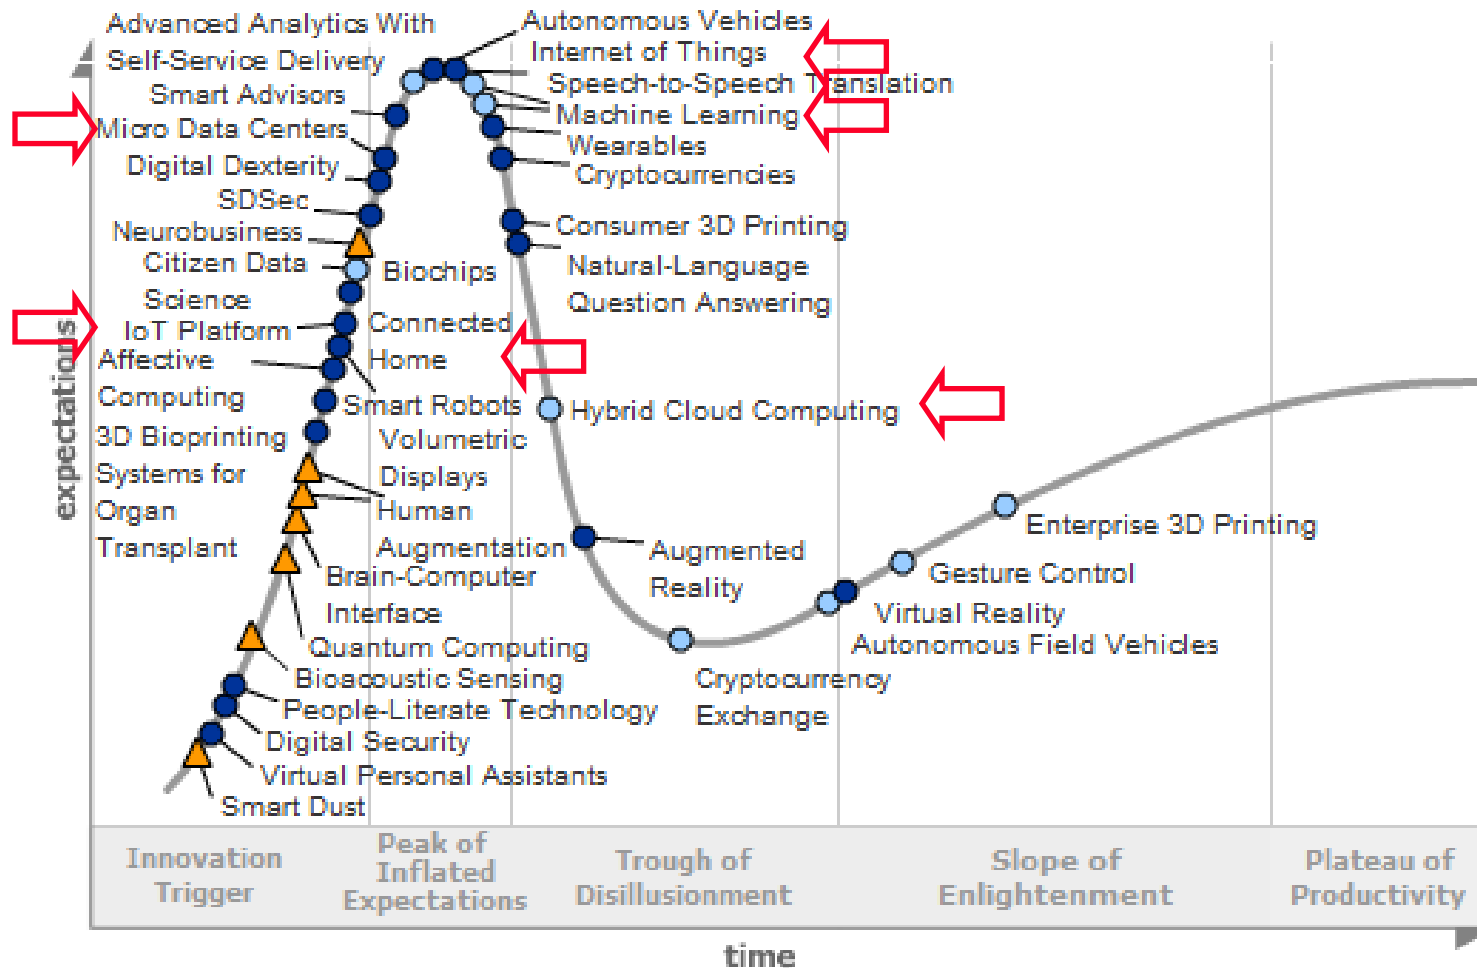 Advanced Analytics With
Self-Service Delivery
Smart Advisors
Micro Data Centers
Digital Dexterity
SDSec
Neurobusiness
Citizen Data
Science
IoT Platform
Affective
Computing
3D Bioprinting
Systems for
Organ
Transplant
Autonomous Vehicles
Internet of Things
Speech-to-Speech Translation
Machine Learning
Wearables
Cryptocurrencies
Consumer 3D Printing
Natural-Language
Question Answering
Biochips
Connected
Home
Smart Robots
Volumetric
Displays
Human
Augmentation
Brain-Computer
Interface
Quantum Computing
Bioacoustic Sensing
People-Literate Technology
Digital Security
Virtual Personal Assistants
Smart Dust
Hybrid Cloud Computing
Augmented
Reality
Cryptocurrency
Exchange
Enterprise 3D Printing
Gesture Control
Virtual Reality
Autonomous Field Vehicles
expectations
Innovation
Trigger
Peak of
Inflated
Expectations
Trough of
Disillusionment
Slope of
Enlightenment
Plateau of
Productivity
time